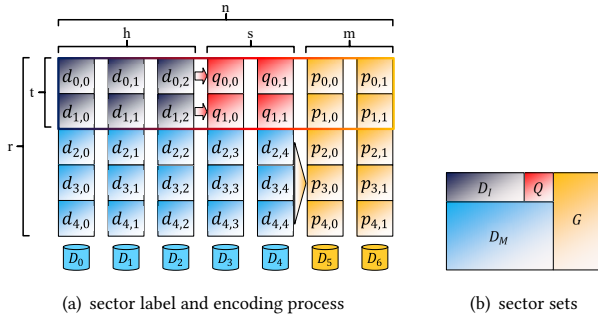 n
h s m
t
r
d0,0 d0,1 d0,2 q0,0 q0,1 p0,0 p0,1
d1,0 d1,1 d1,2 q1,0 q1,1 p1,0 p1,1
d2,0 d2,1 d2,2 d2,3 d2,4 p2,0 p2,1
d3,0 d3,1 d3,2 d3,3 d3,4 p3,0 p3,1
d4,0 d4,1 d4,2 d4,3 d4,4 p4,0 p4,1
D0 D1 D2 D3 D4 D5 D6
(a) sector label and encoding process
DI Q
G
DM
(b) sector sets